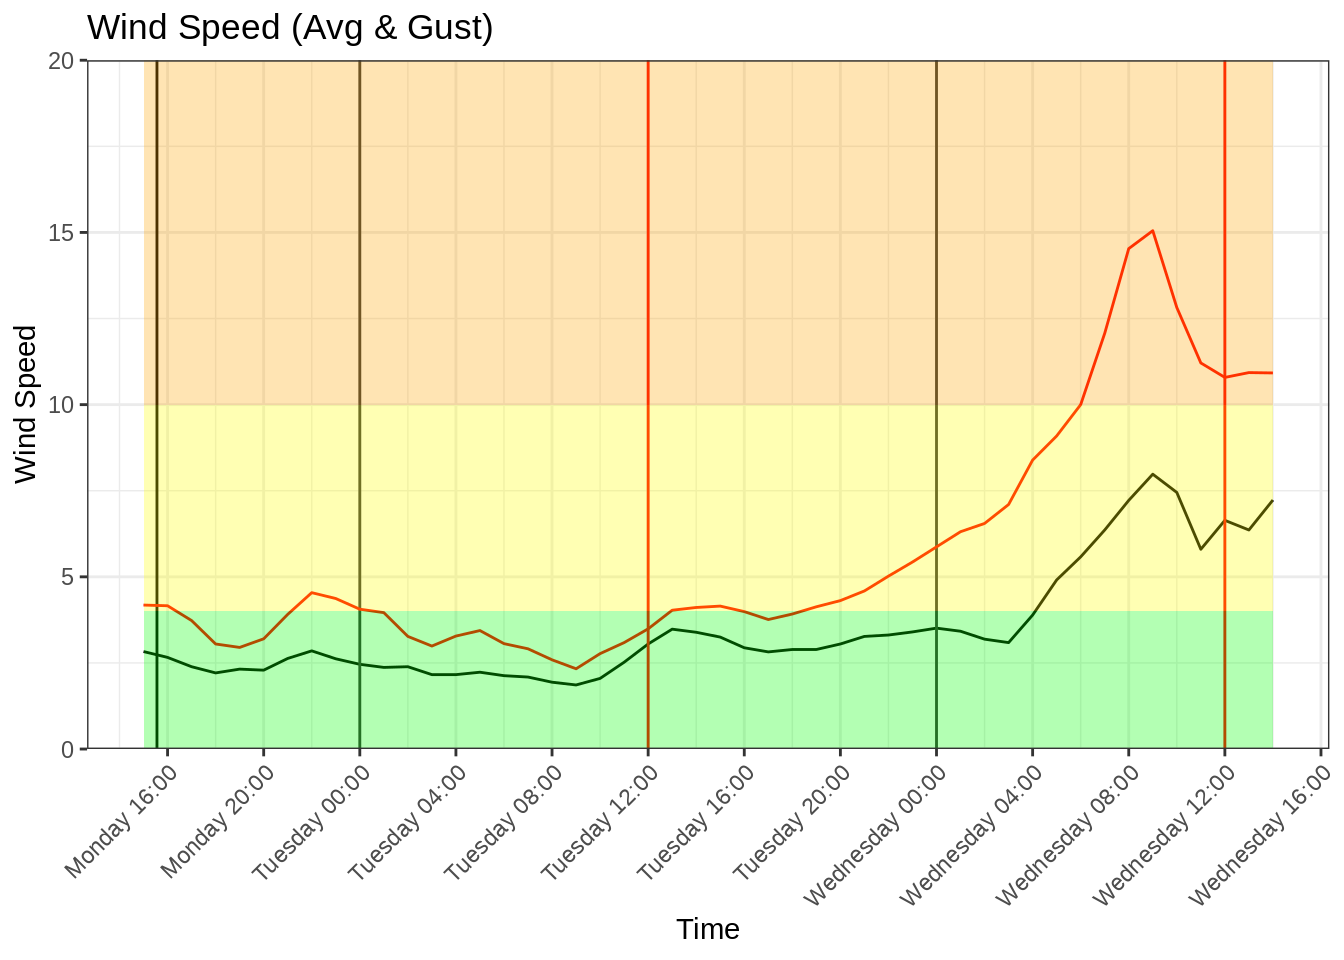 Wind Speed (Avg & Gust)
20
15
10
5
0
Wind Speed
Monday 16:00
Monday 20:00
Tuesday 00:00
Tuesday 04:00
Tuesday 08:00
Tuesday 12:00
Tuesday 16:00
Tuesday 20:00
Wednesday 00:00
Wednesday 04:00
Wednesday 08:00
Wednesday 12:00
Wednesday 16:00
Time